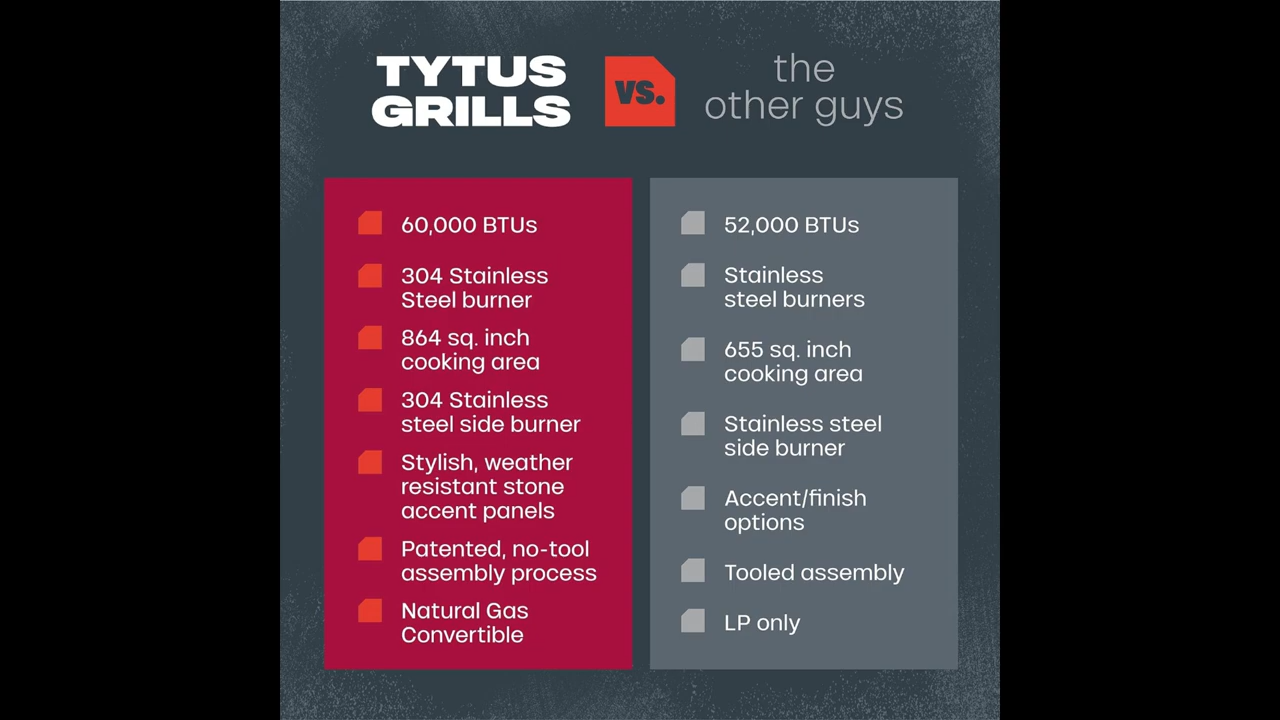 TYTUS
GRILLS
VS.
the
other guys
60,000 BTUs
304 Stainless
Steel burner
864 sq. inch
cooking area
304 Stainless
steel side burner
Stylish, weather
resistant stone
accent panels
Patented, no-tool
assembly process
Natural Gas
Convertible
52,000 BTUs
Stainless
steel burners
655 sq. inch
cooking area
Stainless steel
side burner
Accent/finish
options
Tooled assembly
LP only